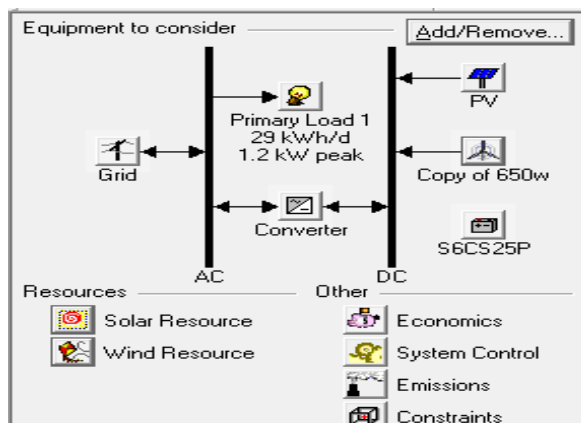 Equipment to consider
Add/Remove...
Primary Load 1
29 kWh/d
1.2 kW peak
PV
Grid
Copy of 650w
Converter
S6CS25P
AC
DC
Resources
Other
Solar Resource
Economics
Wind Resource
System Control
Emissions
Constraints